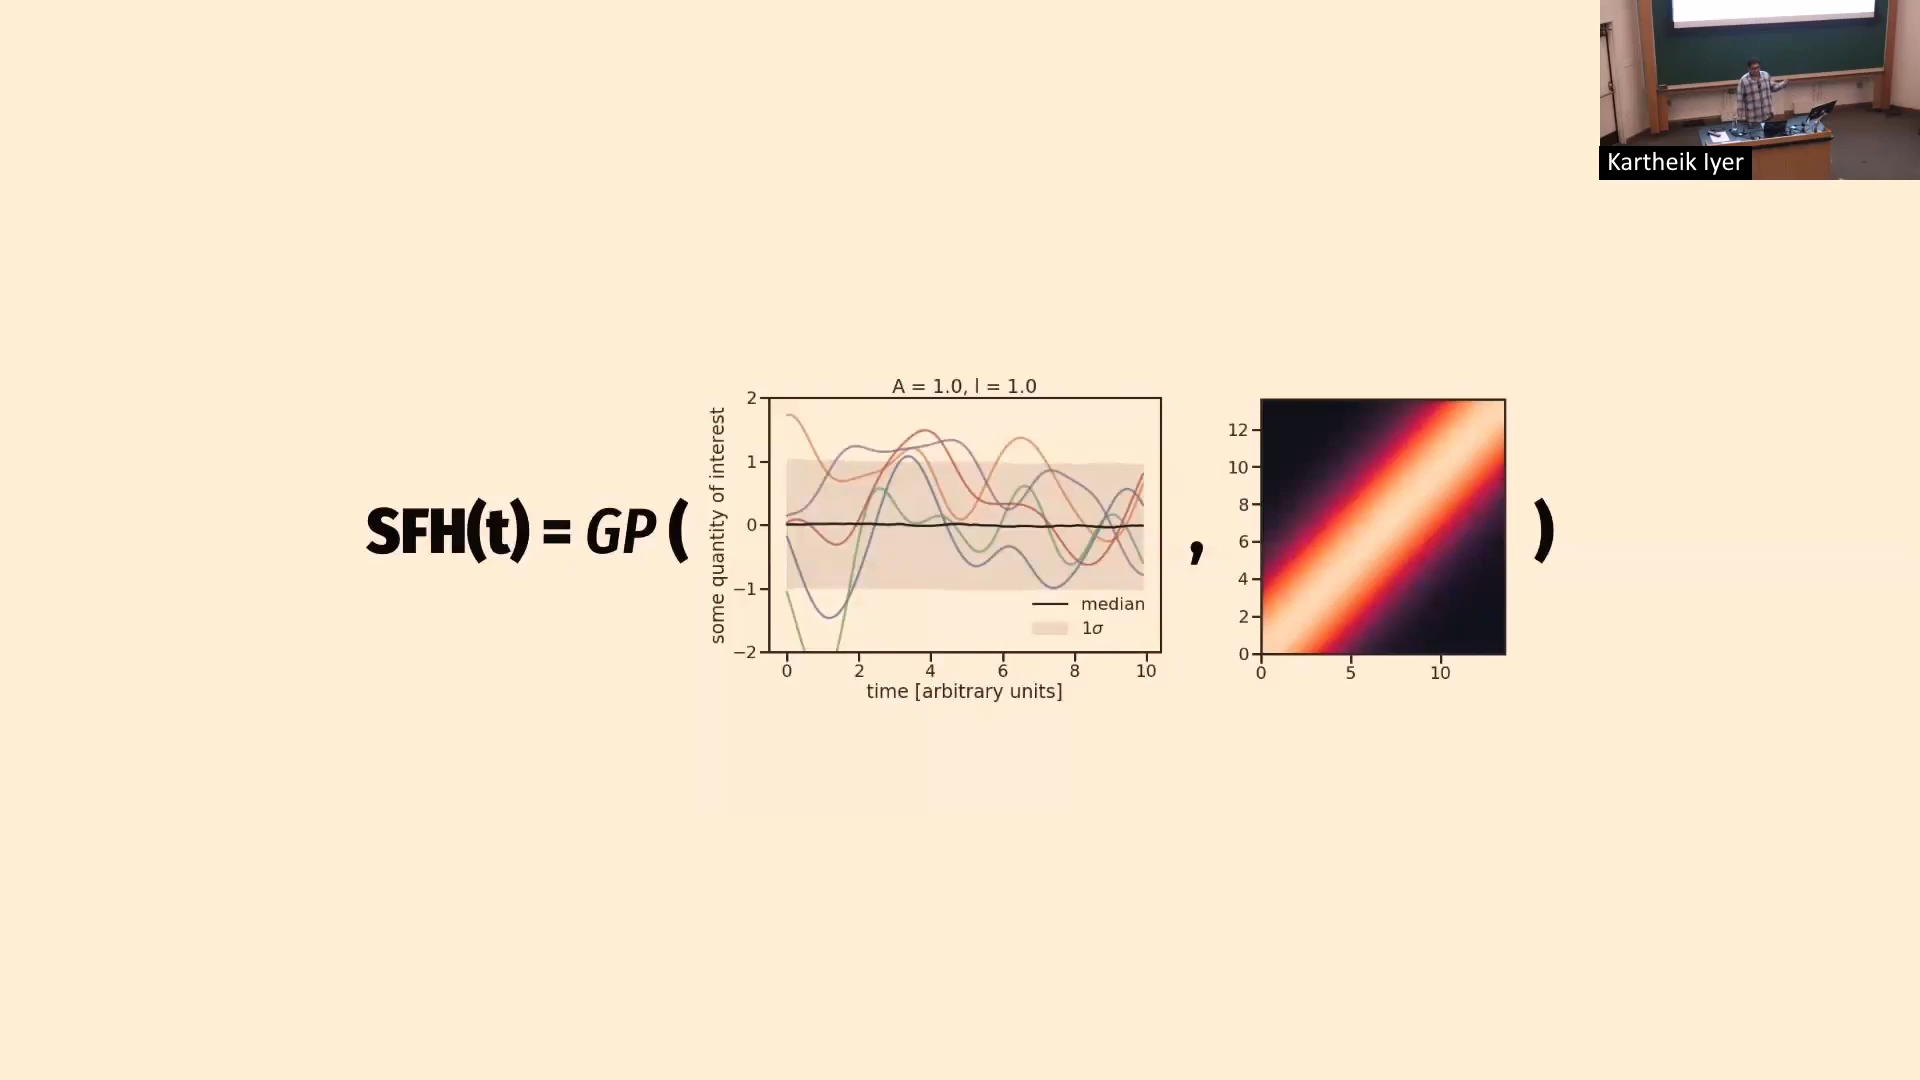 Kartheik Iyer
SFH(t) = GP ( , )
A = 1.0, l = 1.0
some quantity of interest
2
1
0
−1
−2
median
1σ
0 2 4 6 8 10
time [arbitrary units]
12
10
8
6
4
2
0
0 5 10